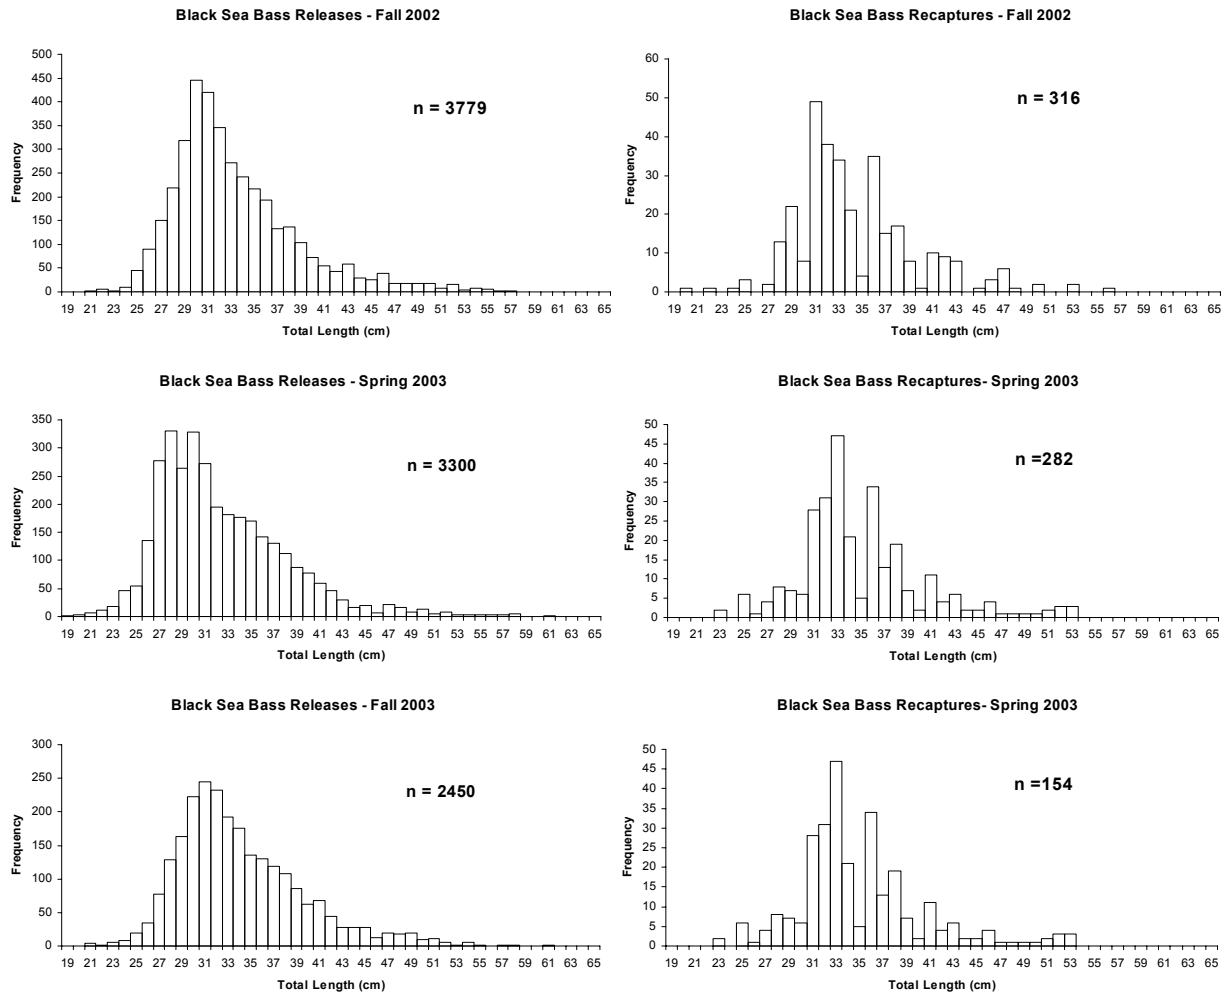 Black Sea Bass Releases - Fall 2002
500
450
400
350
300
250
200
150
100
50
0
Frequency
n = 3779
19 21 23 25 27 29 31 33 35 37 39 41 43 45 47 49 51 53 55 57 59 61 63 65
Total Length (cm)
Black Sea Bass Recaptures - Fall 2002
60
50
40
30
20
10
0
Frequency
n = 316
19 21 23 25 27 29 31 33 35 37 39 41 43 45 47 49 51 53 55 57 59 61 63 65
Total Length (cm)
Black Sea Bass Releases - Spring 2003
350
300
250
200
150
100
50
0
Frequency
n = 3300
19 21 23 25 27 29 31 33 35 37 39 41 43 45 47 49 51 53 55 57 59 61 63 65
Total Length (cm)
Black Sea Bass Recaptures- Spring 2003
50
45
40
35
30
25
20
15
10
5
0
Frequency
n =282
19 21 23 25 27 29 31 33 35 37 39 41 43 45 47 49 51 53 55 57 59 61 63 65
Total Length (cm)
Black Sea Bass Releases - Fall 2003
300
250
200
150
100
50
0
Frequency
n = 2450
19 21 23 25 27 29 31 33 35 37 39 41 43 45 47 49 51 53 55 57 59 61 63 65
Total Length (cm)
Black Sea Bass Recaptures- Spring 2003
50
45
40
35
30
25
20
15
10
5
0
Frequency
n =154
19 21 23 25 27 29 31 33 35 37 39 41 43 45 47 49 51 53 55 57 59 61 63 65
Total Length (cm)